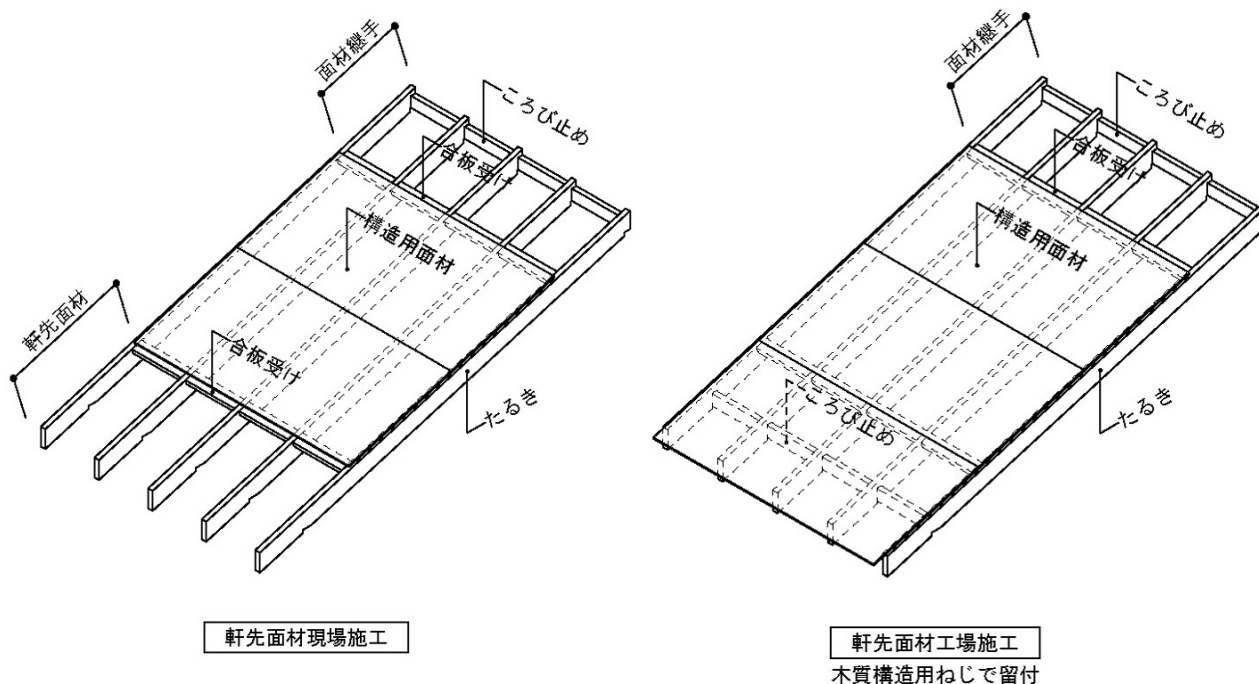 面材継手
ころび止め
合板受け
構造用面材
軒先面材
合板受け
たるき
軒先面材現場施工
面材継手
ころび止め
合板受け
構造用面材
ころび止め
たるき
軒先面材工場施工
木質構造用ねじで留付